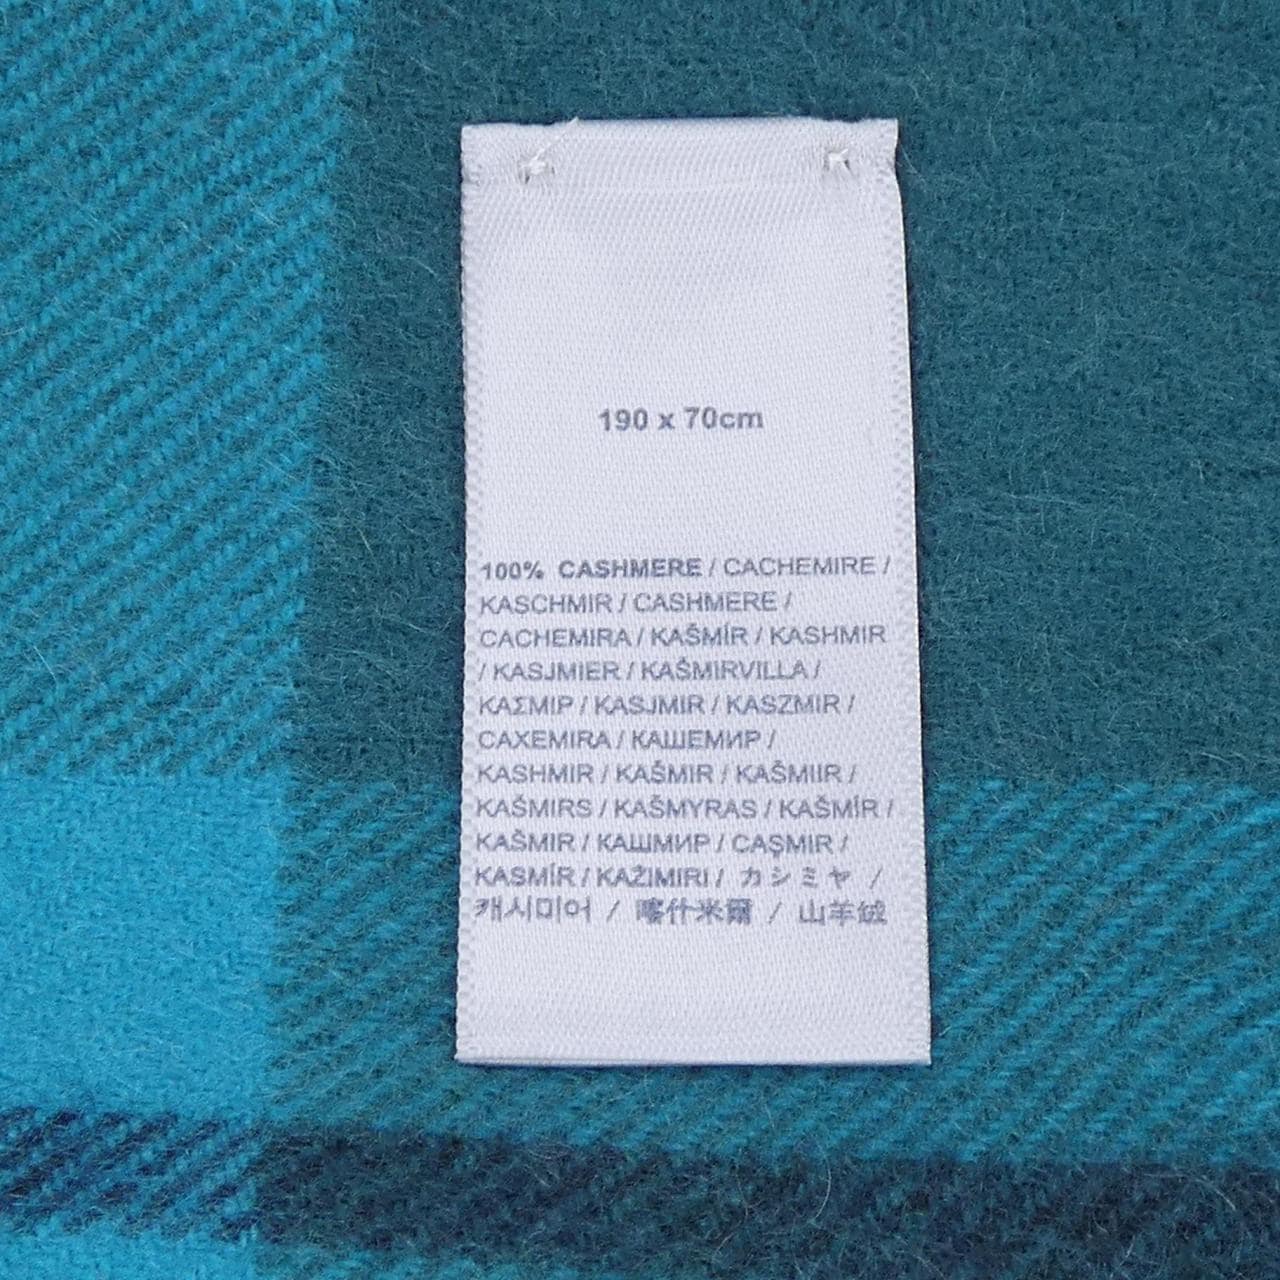 190 x 70cm
100% CASHMERE / CACHEMIRE /
KASCHMIR / CASHMERE /
CACHEMIRA / KAŠMÍR / KASHMIR
/ KASJMIER / KAŠMIRVILLA /
ΚΑΣΜΙΡ / KASJMIR / KASZMIR /
CAXEMIRA / КАШЕМИР /
KASHMIR / KAŠMIR / KAŠMIIR /
KAŠMIRS / KAŠMYRAS / KAŠMÍR /
KAŠMIR / КАШМИР / CAŞMIR /
KASMÍR / KAŻIMIRI / カシミヤ /
캐시미어 / 喀什米爾 / 山羊绒